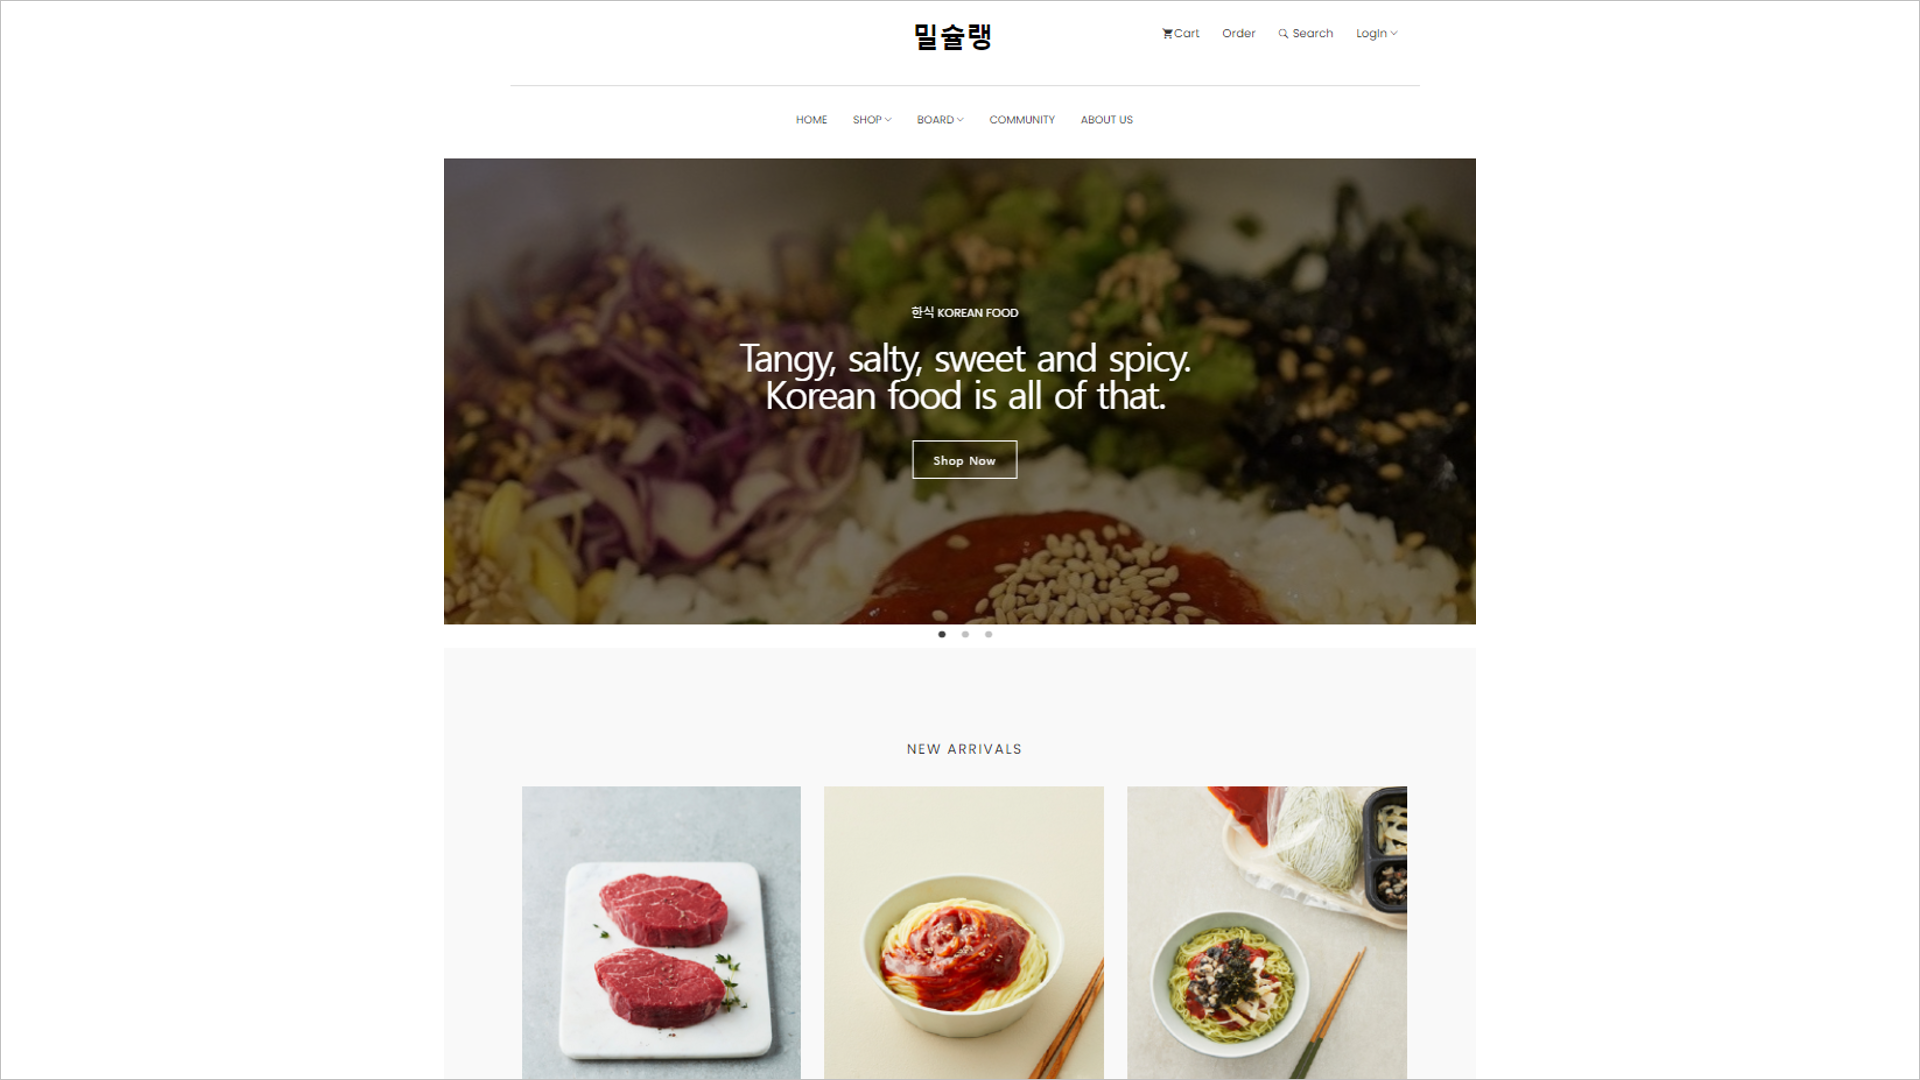 밀슐랭
Cart Order Search LogIn
HOME SHOP BOARD COMMUNITY ABOUT US
한식 KOREAN FOOD
Tangy, salty, sweet and spicy.
Korean food is all of that.
Shop Now
NEW ARRIVALS